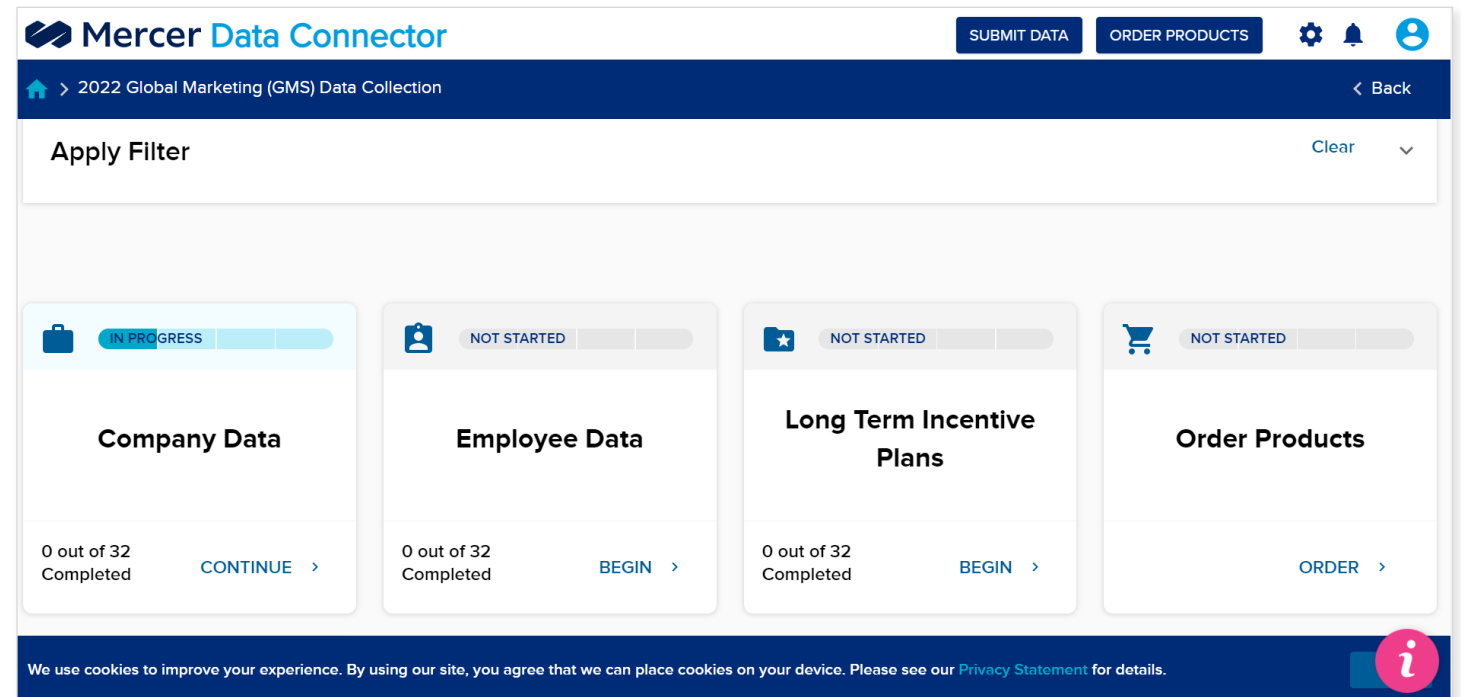 Mercer Data Connector
SUBMIT DATA
ORDER PRODUCTS
2022 Global Marketing (GMS) Data Collection
Back
Apply Filter
Clear
IN PROGRESS
NOT STARTED
NOT STARTED
NOT STARTED
Company Data
Employee Data
Long Term Incentive
Plans
Order Products
0 out of 32
Completed
CONTINUE
0 out of 32
Completed
BEGIN
0 out of 32
Completed
BEGIN
ORDER
We use cookies to improve your experience. By using our site, you agree that we can place cookies on your device. Please see our Privacy Statement for details.
i